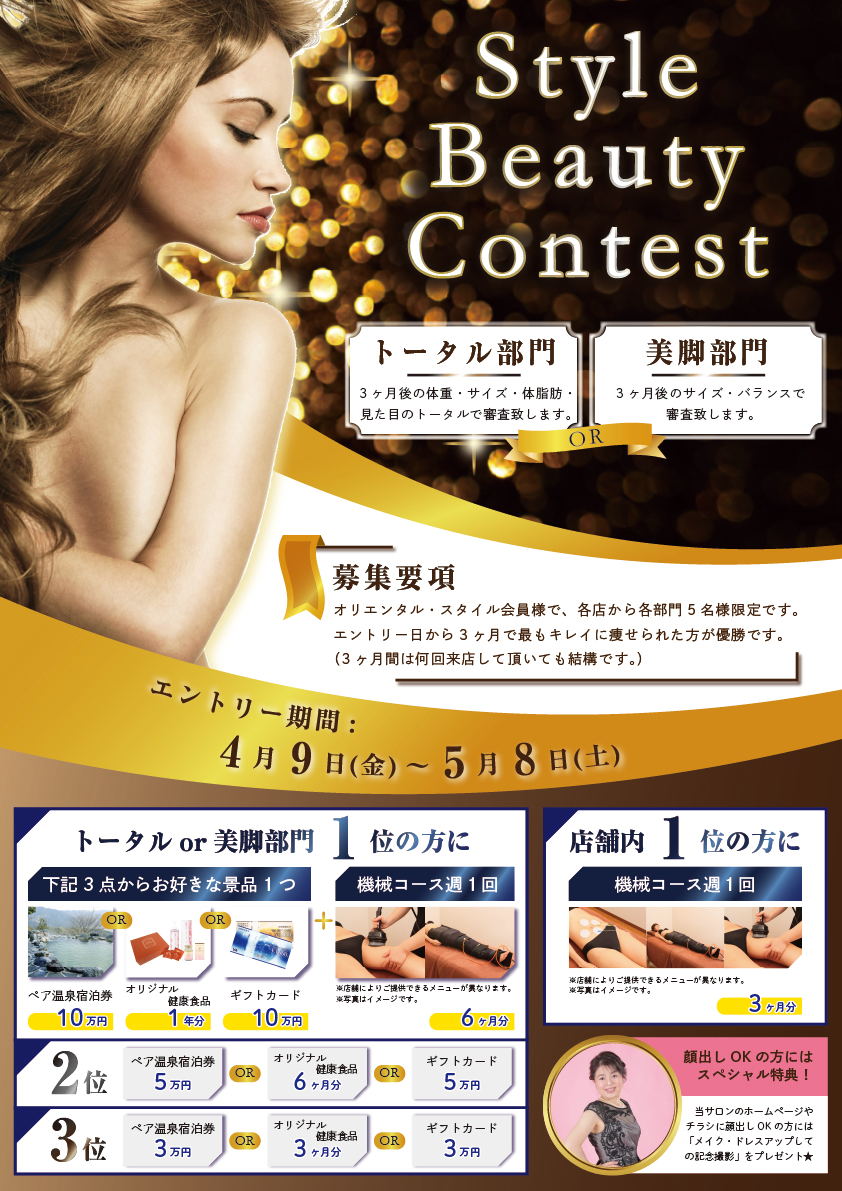 Style
Beauty
Contest
トータル部門
3ヶ月後の体重・サイズ・体脂肪・
見た目のトータルで審査致します。
美脚部門
3ヶ月後のサイズ・バランスで
審査致します。
OR
募集要項
オリエンタル・スタイル会員様で、各店から各部門5名様限定です。
エントリー日から3ヶ月で最もキレイに痩せられた方が優勝です。
(3ヶ月間は何回来店して頂いても結構です。)
エントリー期間：
4月9日(金)～5月8日(土)
トータル or 美脚部門 1位の方に
下記3点からお好きな景品1つ
OR
OR
ペア温泉宿泊券
10万円
オリジナル
健康食品
1年分
ギフトカード
10万円
+
機械コース週1回
※店舗によりご提供できるメニューが異なります。
※写真はイメージです。
6ヶ月分
店舗内 1位の方に
機械コース週1回
※店舗によりご提供できるメニューが異なります。
※写真はイメージです。
3ヶ月分
2位
ペア温泉宿泊券
5万円
OR
オリジナル
健康食品
6ヶ月分
OR
ギフトカード
5万円
3位
ペア温泉宿泊券
3万円
OR
オリジナル
健康食品
3ヶ月分
OR
ギフトカード
3万円
顔出しOKの方には
スペシャル特典！
当サロンのホームページや
チラシに顔出しOKの方には
「メイク・ドレスアップして
の記念撮影」をプレゼント★